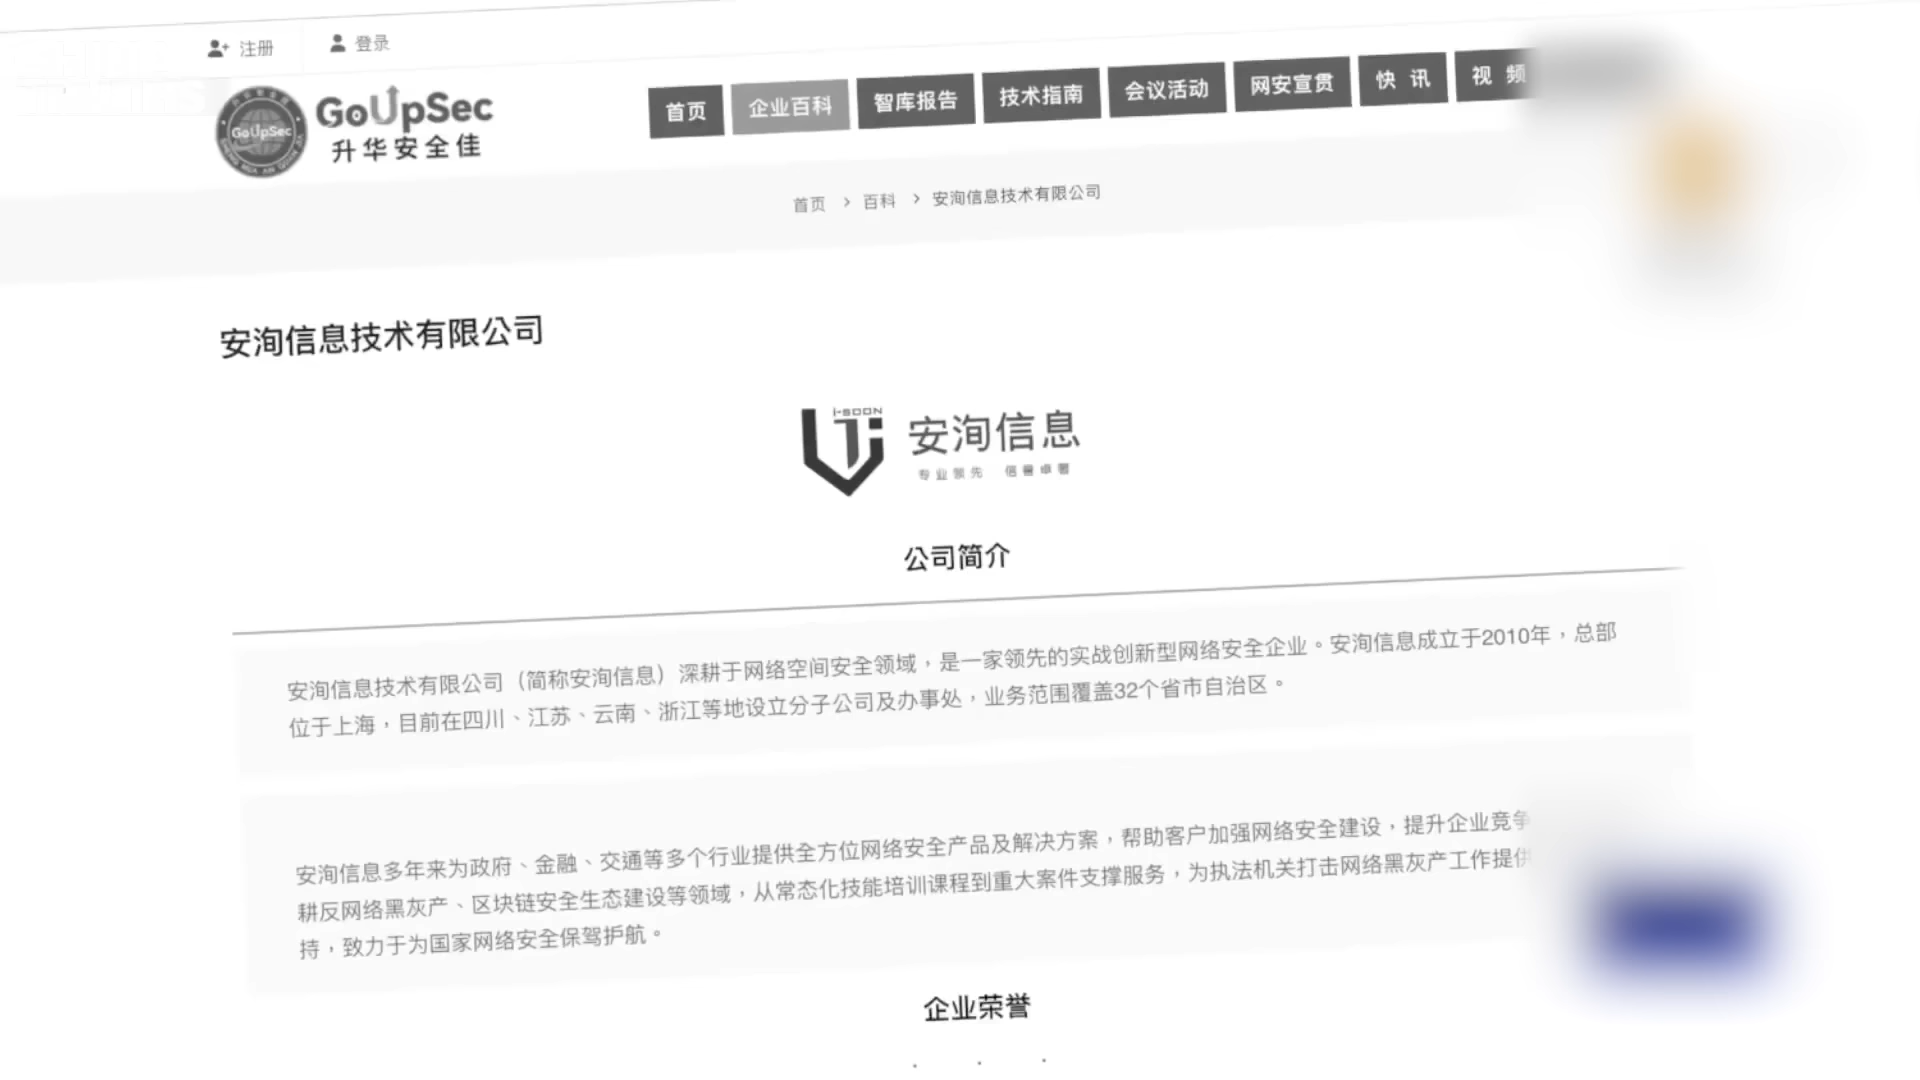 注册
登录
GoUpSec
升华安全佳
GoUpSec
首页
企业百科
智库报告
技术指南
会议活动
网安宣贯
快 讯
视 频
首页 > 百科 > 安洵信息技术有限公司
安洵信息技术有限公司
i-SOON
安洵信息
专业领先 信誉卓著
公司简介
安洵信息技术有限公司（简称安洵信息）深耕于网络空间安全领域，是一家领先的实战创新型网络安全企业。安洵信息成立于2010年，总部
位于上海，目前在四川、江苏、云南、浙江等地设立分子公司及办事处，业务范围覆盖32个省市自治区。
安洵信息多年来为政府、金融、交通等多个行业提供全方位网络安全产品及解决方案，帮助客户加强网络安全建设，提升企业竞争
耕反网络黑灰产、区块链安全生态建设等领域，从常态化技能培训课程到重大案件支撑服务，为执法机关打击网络黑灰产工作提供
持，致力于为国家网络安全保驾护航。
企业荣誉